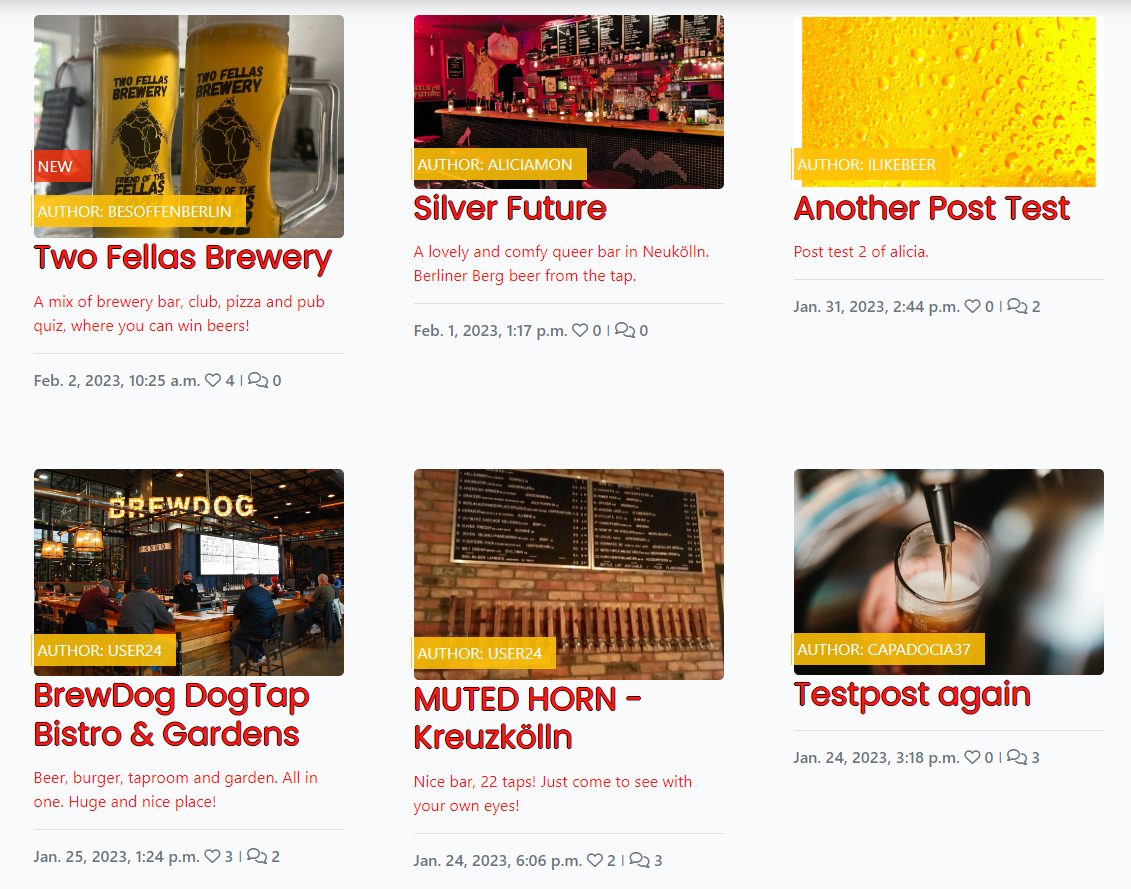 TWO FELLAS
BREWERY
TWO FELLAS
BREWERY
FRIEND OF THE
FELLAS
FRIEND OF THE
NEW
AUTHOR: BESOFFENBERLIN
Two Fellas Brewery
A mix of brewery bar, club, pizza and pub
quiz, where you can win beers!
Feb. 2, 2023, 10:25 a.m. 4 | 0
AUTHOR: ALICIAMON
Silver Future
A lovely and comfy queer bar in Neukölln.
Berliner Berg beer from the tap.
Feb. 1, 2023, 1:17 p.m. 0 | 0
AUTHOR: ILIKEBEER
Another Post Test
Post test 2 of alicia.
Jan. 31, 2023, 2:44 p.m. 0 | 2
BREWDOG
AUTHOR: USER24
BrewDog DogTap
Bistro & Gardens
Beer, burger, taproom and garden. All in
one. Huge and nice place!
Jan. 25, 2023, 1:24 p.m. 3 | 2
AUTHOR: USER24
MUTED HORN -
Kreuzkölln
Nice bar, 22 taps! Just come to see with
your own eyes!
Jan. 24, 2023, 6:06 p.m. 2 | 3
AUTHOR: CAPADOCIA37
Testpost again
Jan. 24, 2023, 3:18 p.m. 0 | 3